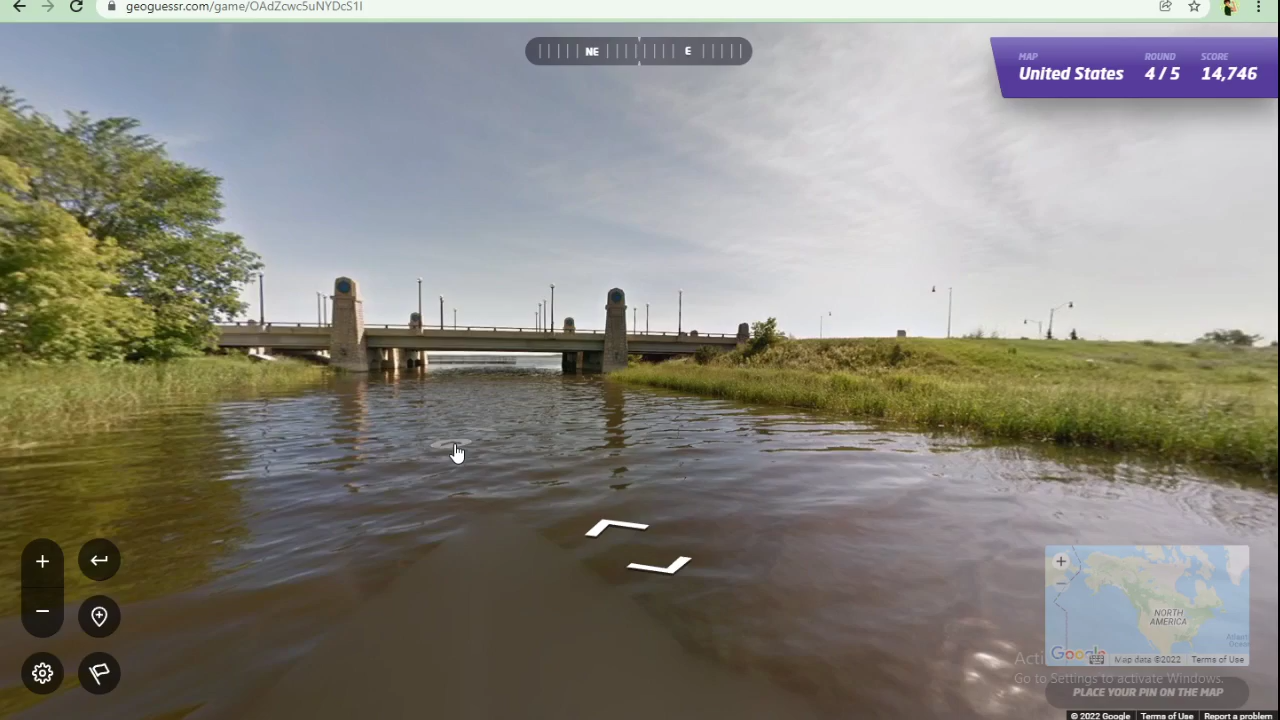 geoguessr.com/game/OAdZcwc5uNYDcS1I
NE
E
MAP
United States
ROUND
4 / 5
SCORE
14,746
NORTH
AMERICA
Google
Map data ©2022
Terms of Use
Go to Settings to activate Windows.
PLACE YOUR PIN ON THE MAP
© 2022 Google
Terms of Use
Report a problem